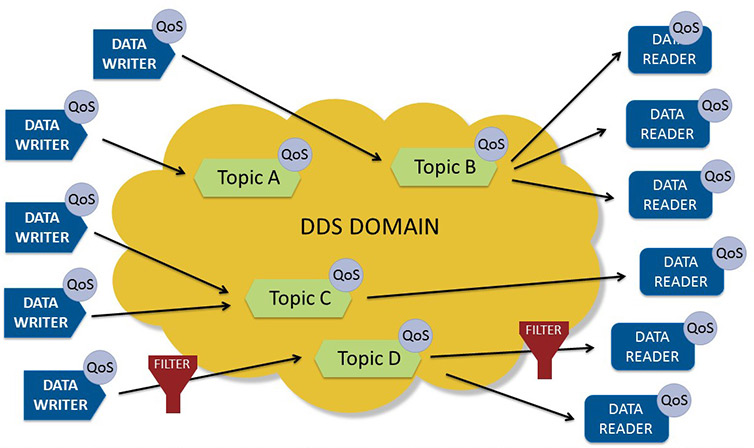 QoS
DATA
WRITER
QoS
DATA
READER
QoS
DATA
WRITER
QoS
DATA
READER
QoS
Topic A
QoS
Topic B
QoS
DATA
READER
DDS DOMAIN
QoS
DATA
WRITER
QoS
DATA
READER
QoS
Topic C
QoS
DATA
WRITER
QoS
Topic D
FILTER
QoS
DATA
READER
QoS
DATA
WRITER
FILTER
QoS
DATA
READER